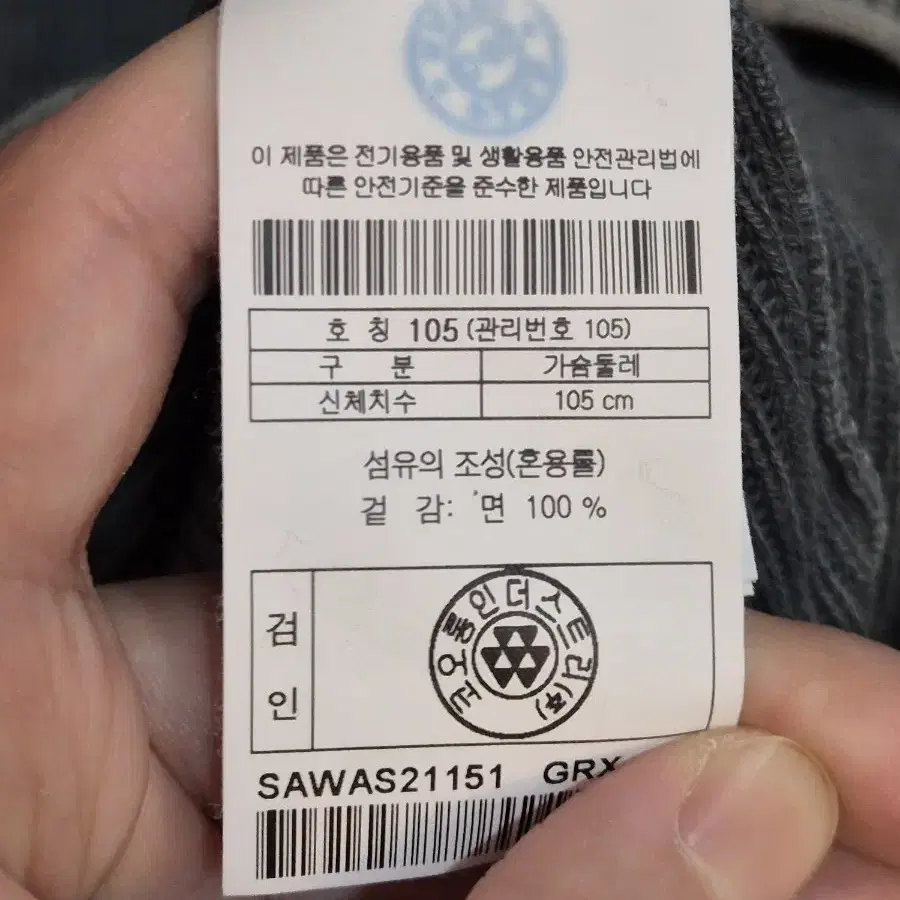 이 제품은 전기용품 및 생활용품 안전관리법에
따른 안전기준을 준수한 제품입니다
호 칭 105 (관리번호 105)
구 분 가슴둘레
신체치수 105 cm
섬유의 조성(혼용률)
겉 감: 면 100 %
검인
코오롱인더스트리(주)
SAWAS21151 GRX